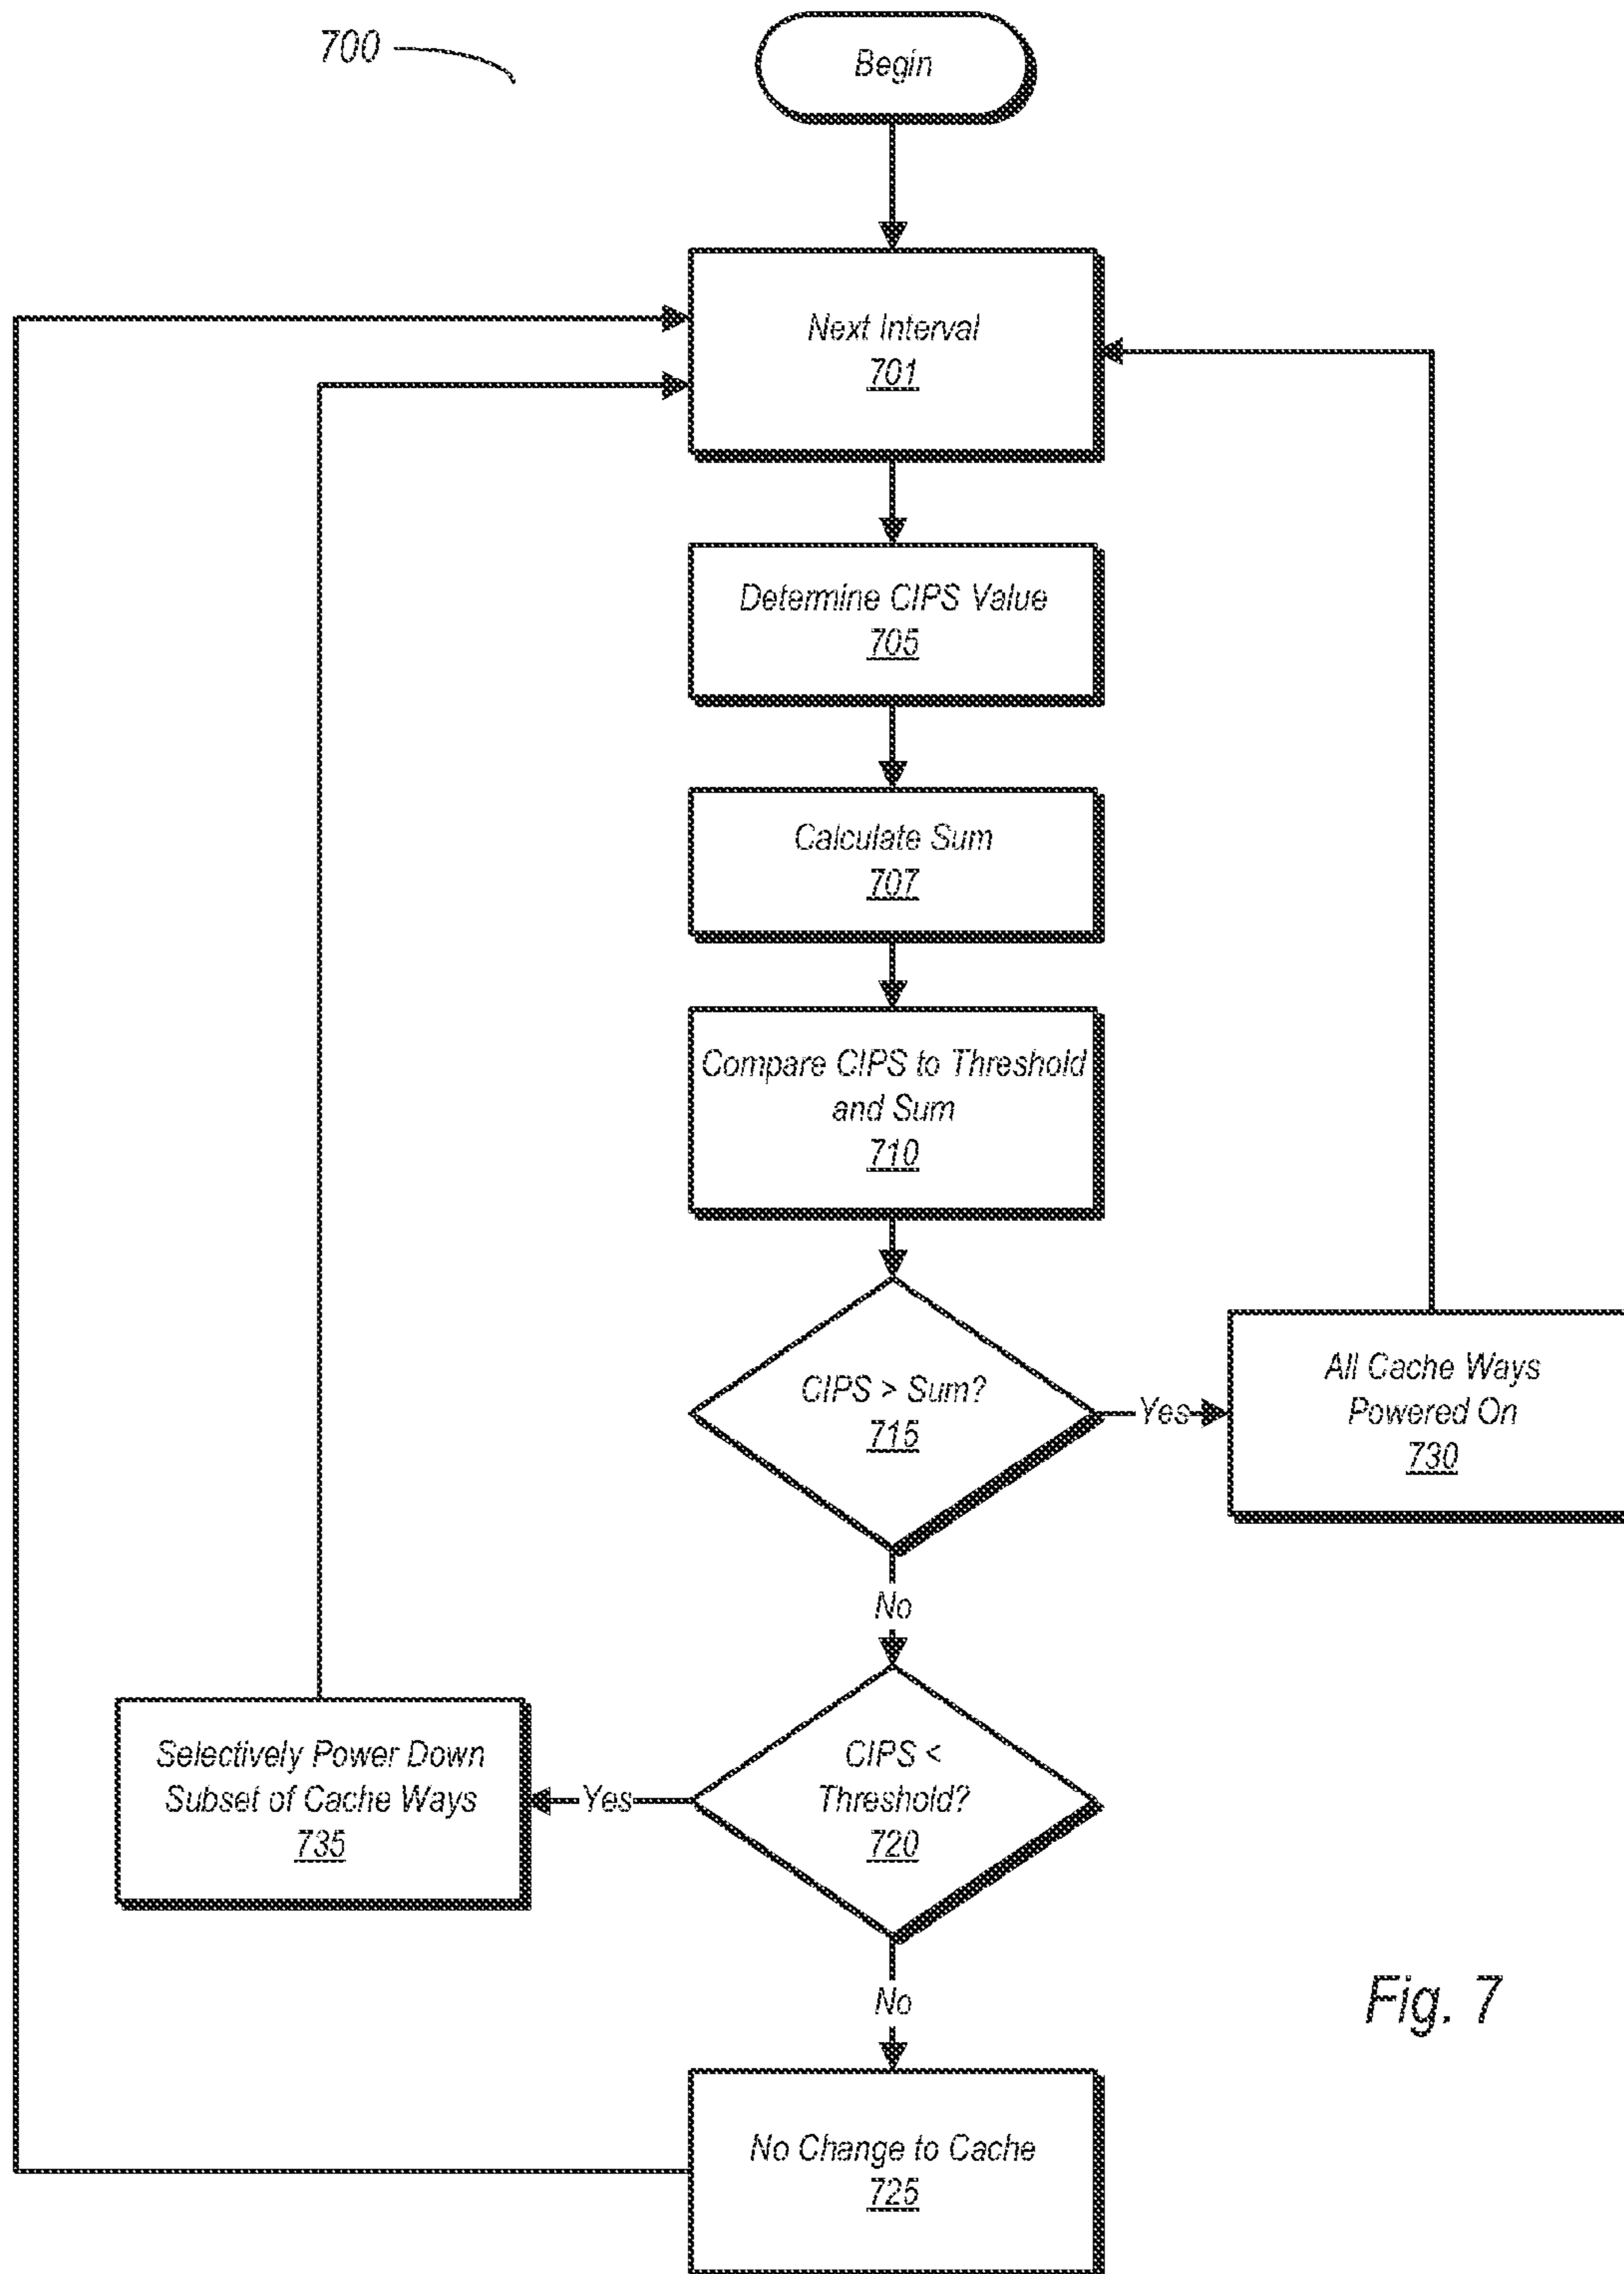 700
Begin
Next Interval
701
Determine CIPS Value
705
Calculate Sum
707
Compare CIPS to Threshold
and Sum
710
CIPS > Sum?
715
Yes
All Cache Ways
Powered On
730
No
CIPS <
Threshold?
720
Yes
Selectively Power Down
Subset of Cache Ways
735
No
No Change to Cache
725
Fig. 7